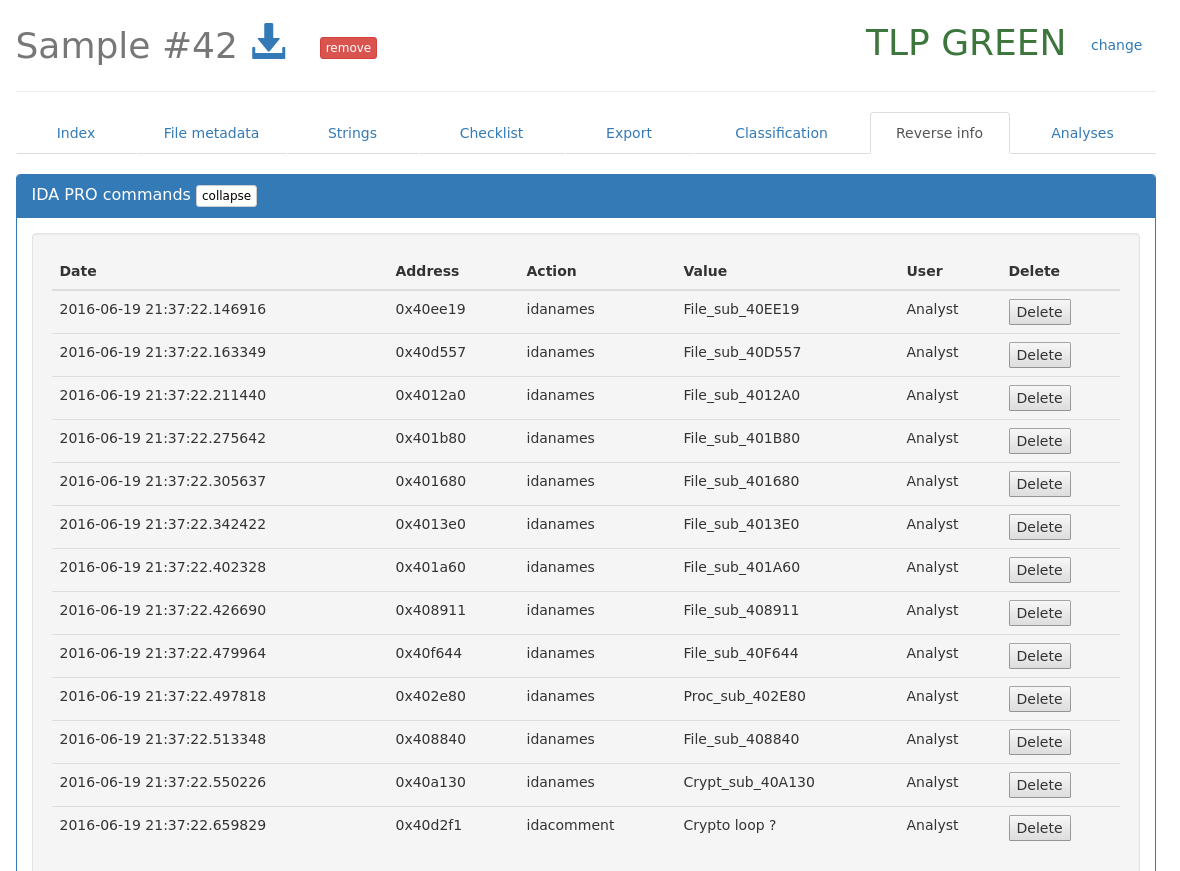 Sample #42 remove TLP GREEN change
Index File metadata Strings Checklist Export Classification Reverse info Analyses
IDA PRO commands collapse
Date Address Action Value User Delete
2016-06-19 21:37:22.146916 0x40ee19 idanames File_sub_40EE19 Analyst Delete
2016-06-19 21:37:22.163349 0x40d557 idanames File_sub_40D557 Analyst Delete
2016-06-19 21:37:22.211440 0x4012a0 idanames File_sub_4012A0 Analyst Delete
2016-06-19 21:37:22.275642 0x401b80 idanames File_sub_401B80 Analyst Delete
2016-06-19 21:37:22.305637 0x401680 idanames File_sub_401680 Analyst Delete
2016-06-19 21:37:22.342422 0x4013e0 idanames File_sub_4013E0 Analyst Delete
2016-06-19 21:37:22.402328 0x401a60 idanames File_sub_401A60 Analyst Delete
2016-06-19 21:37:22.426690 0x408911 idanames File_sub_408911 Analyst Delete
2016-06-19 21:37:22.479964 0x40f644 idanames File_sub_40F644 Analyst Delete
2016-06-19 21:37:22.497818 0x402e80 idanames Proc_sub_402E80 Analyst Delete
2016-06-19 21:37:22.513348 0x408840 idanames File_sub_408840 Analyst Delete
2016-06-19 21:37:22.550226 0x40a130 idanames Crypt_sub_40A130 Analyst Delete
2016-06-19 21:37:22.659829 0x40d2f1 idacomment Crypto loop ? Analyst Delete